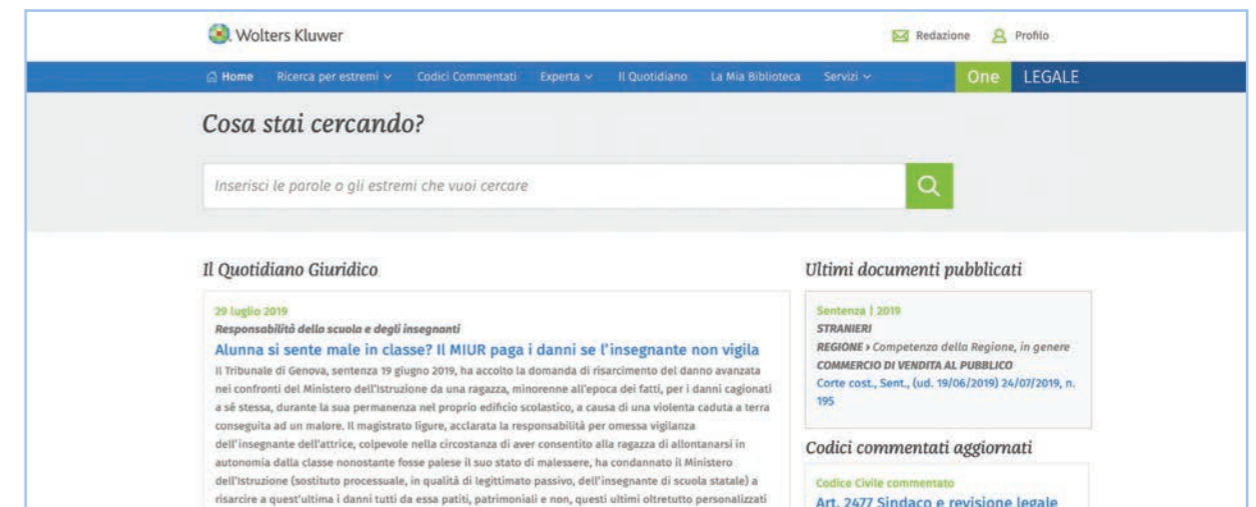 Wolters Kluwer
Redazione Profilo
Home Ricerca per estremi Codici Commentati Experta Il Quotidiano La Mia Biblioteca Servizi One LEGALE
Cosa stai cercando?
Inserisci le parole o gli estremi che vuoi cercare
Il Quotidiano Giuridico
29 luglio 2019
Responsabilità della scuola e degli insegnanti
Alunna si sente male in classe? Il MIUR paga i danni se l'insegnante non vigila
Il Tribunale di Genova, sentenza 19 giugno 2019, ha accolto la domanda di risarcimento del danno avanzata
nei confronti del Ministero dell'Istruzione da una ragazza, minorenne all'epoca dei fatti, per i danni cagionati
a sé stessa, durante la sua permanenza nel proprio edificio scolastico, a causa di una violenta caduta a terra
conseguita ad un malore. Il magistrato ligure, acclarata la responsabilità per omessa vigilanza
dell'insegnante dell'attrice, colpevole nella circostanza di aver consentito alla ragazza di allontanarsi in
autonomia dalla classe nonostante fosse palese il suo stato di malessere, ha condannato il Ministero
dell'Istruzione (sostituto processuale, in qualità di legittimato passivo, dell'insegnante di scuola statale) a
risarcire a quest'ultima i danni tutti da essa patiti, patrimoniali e non, questi ultimi oltretutto personalizzati
Ultimi documenti pubblicati
Sentenza | 2019
STRANIERI
REGIONE › Competenza della Regione, in genere
COMMERCIO DI VENDITA AL PUBBLICO
Corte cost., Sent., (ud. 19/06/2019) 24/07/2019, n.
195
Codici commentati aggiornati
Codice Civile commentato
Art. 2477 Sindaco e revisione legale